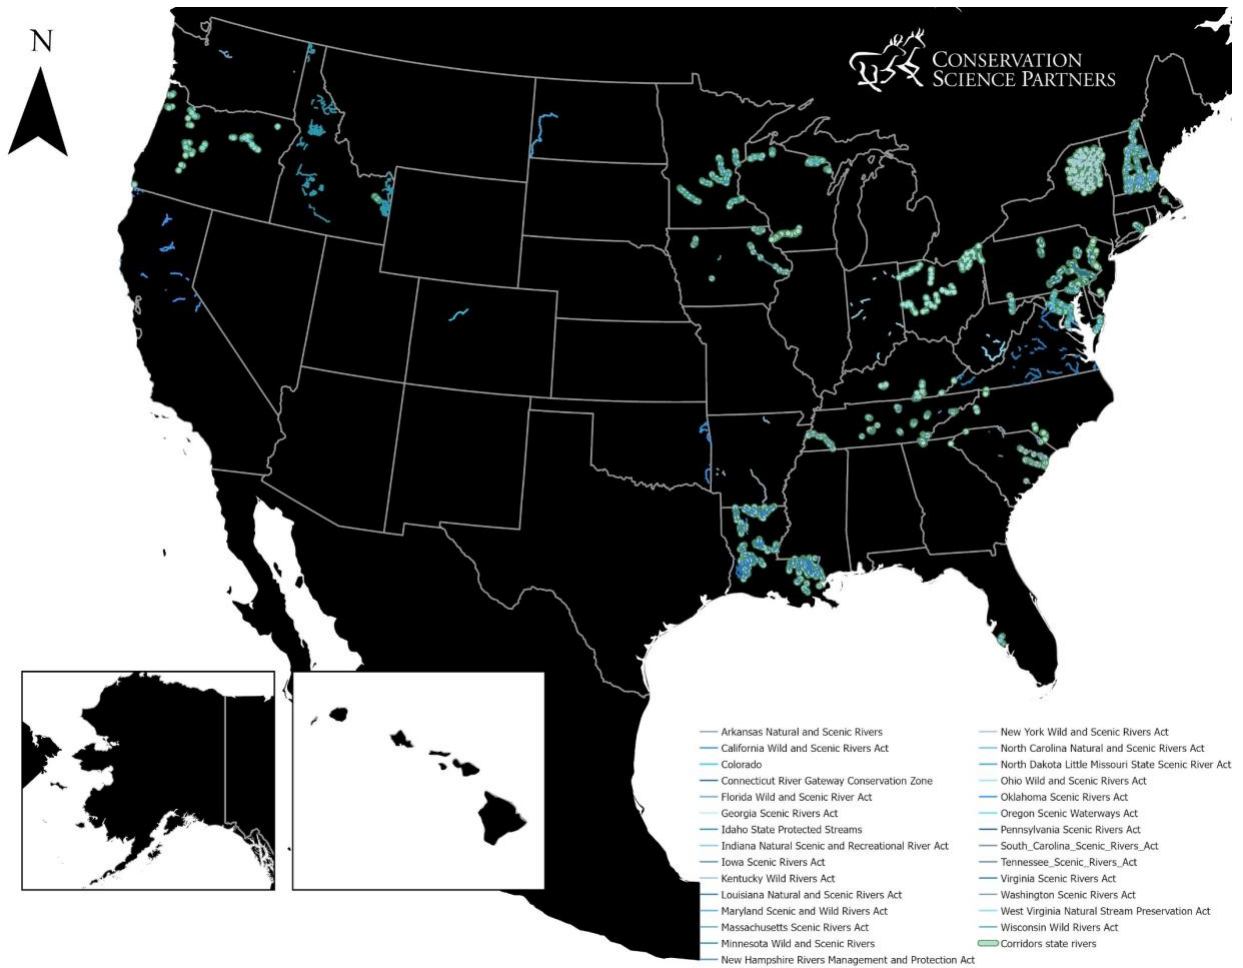 N
CONSERVATION
SCIENCE PARTNERS
Arkansas Natural and Scenic Rivers
California Wild and Scenic Rivers Act
Colorado
Connecticut River Gateway Conservation Zone
Florida Wild and Scenic River Act
Georgia Scenic Rivers Act
Idaho State Protected Streams
Indiana Natural Scenic and Recreational River Act
Iowa Scenic Rivers Act
Kentucky Wild Rivers Act
Louisiana Natural and Scenic Rivers Act
Maryland Scenic and Wild Rivers Act
Massachusetts Scenic Rivers Act
Minnesota Wild and Scenic Rivers
New Hampshire Rivers Management and Protection Act
New York Wild and Scenic Rivers Act
North Carolina Natural and Scenic Rivers Act
North Dakota Little Missouri State Scenic River Act
Ohio Wild and Scenic Rivers Act
Oklahoma Scenic Rivers Act
Oregon Scenic Waterways Act
Pennsylvania Scenic Rivers Act
South_Carolina_Scenic_Rivers_Act
Tennessee_Scenic_Rivers_Act
Virginia Scenic Rivers Act
Washington Scenic Rivers Act
West Virginia Natural Stream Preservation Act
Wisconsin Wild Rivers Act
Corridors state rivers